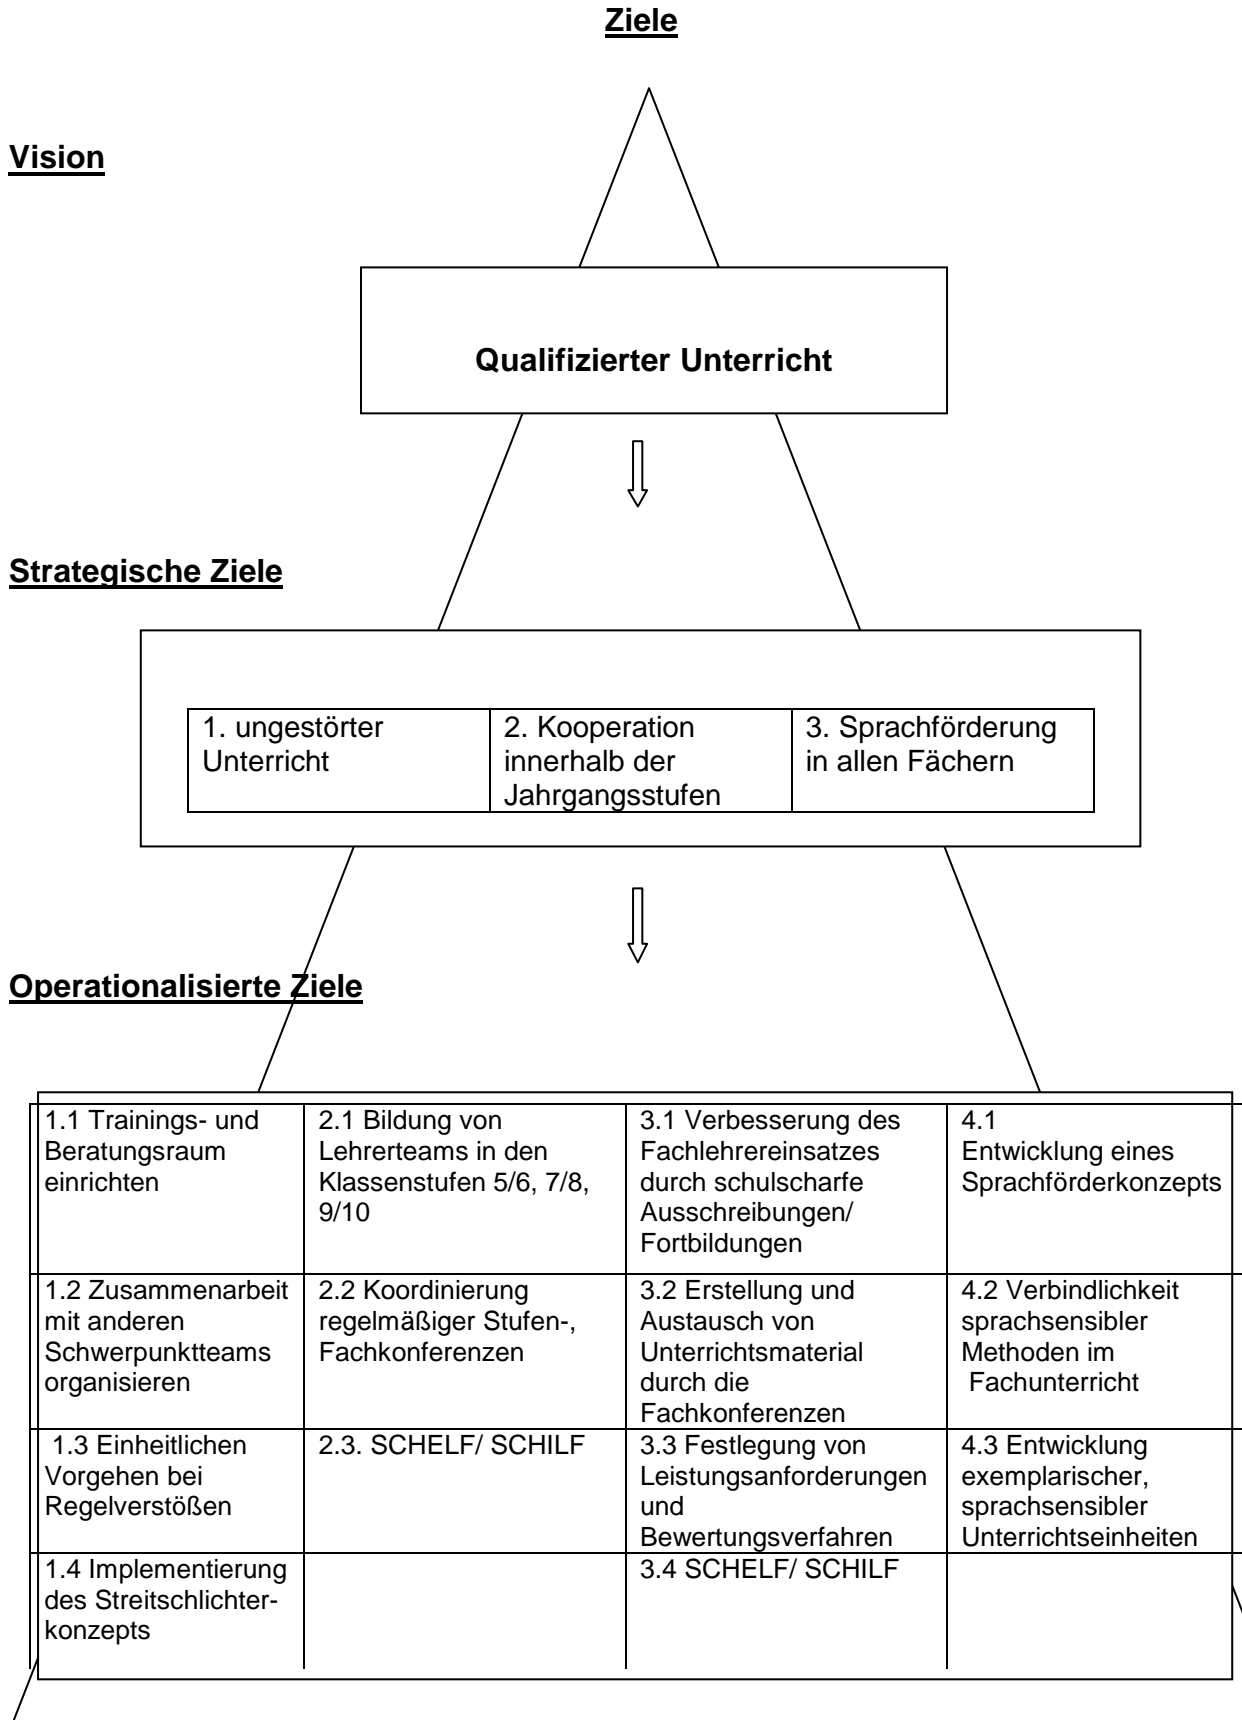 Ziele
Vision
Qualifizierter Unterricht
Strategische Ziele
1. ungestörter
Unterricht
2. Kooperation
innerhalb der
Jahrgangsstufen
3. Sprachförderung
in allen Fächern
Operationalisierte Ziele
1.1 Trainings- und
Beratungsraum
einrichten
2.1 Bildung von
Lehrerteams in den
Klassenstufen 5/6, 7/8,
9/10
3.1 Verbesserung des
Fachlehrereinsatzes
durch schulscharfe
Ausschreibungen/
Fortbildungen
4.1
Entwicklung eines
Sprachförderkonzepts
1.2 Zusammenarbeit
mit anderen
Schwerpunktteams
organisieren
2.2 Koordinierung
regelmäßiger Stufen-,
Fachkonferenzen
3.2 Erstellung und
Austausch von
Unterrichtsmaterial
durch die
Fachkonferenzen
4.2 Verbindlichkeit
sprachsensibler
Methoden im
Fachunterricht
1.3 Einheitlichen
Vorgehen bei
Regelverstößen
2.3. SCHELF/ SCHILF
3.3 Festlegung von
Leistungsanforderungen
und
Bewertungsverfahren
4.3 Entwicklung
exemplarischer,
sprachsensibler
Unterrichtseinheiten
1.4 Implementierung
des Streitschlichter-
konzepts
3.4 SCHELF/ SCHILF